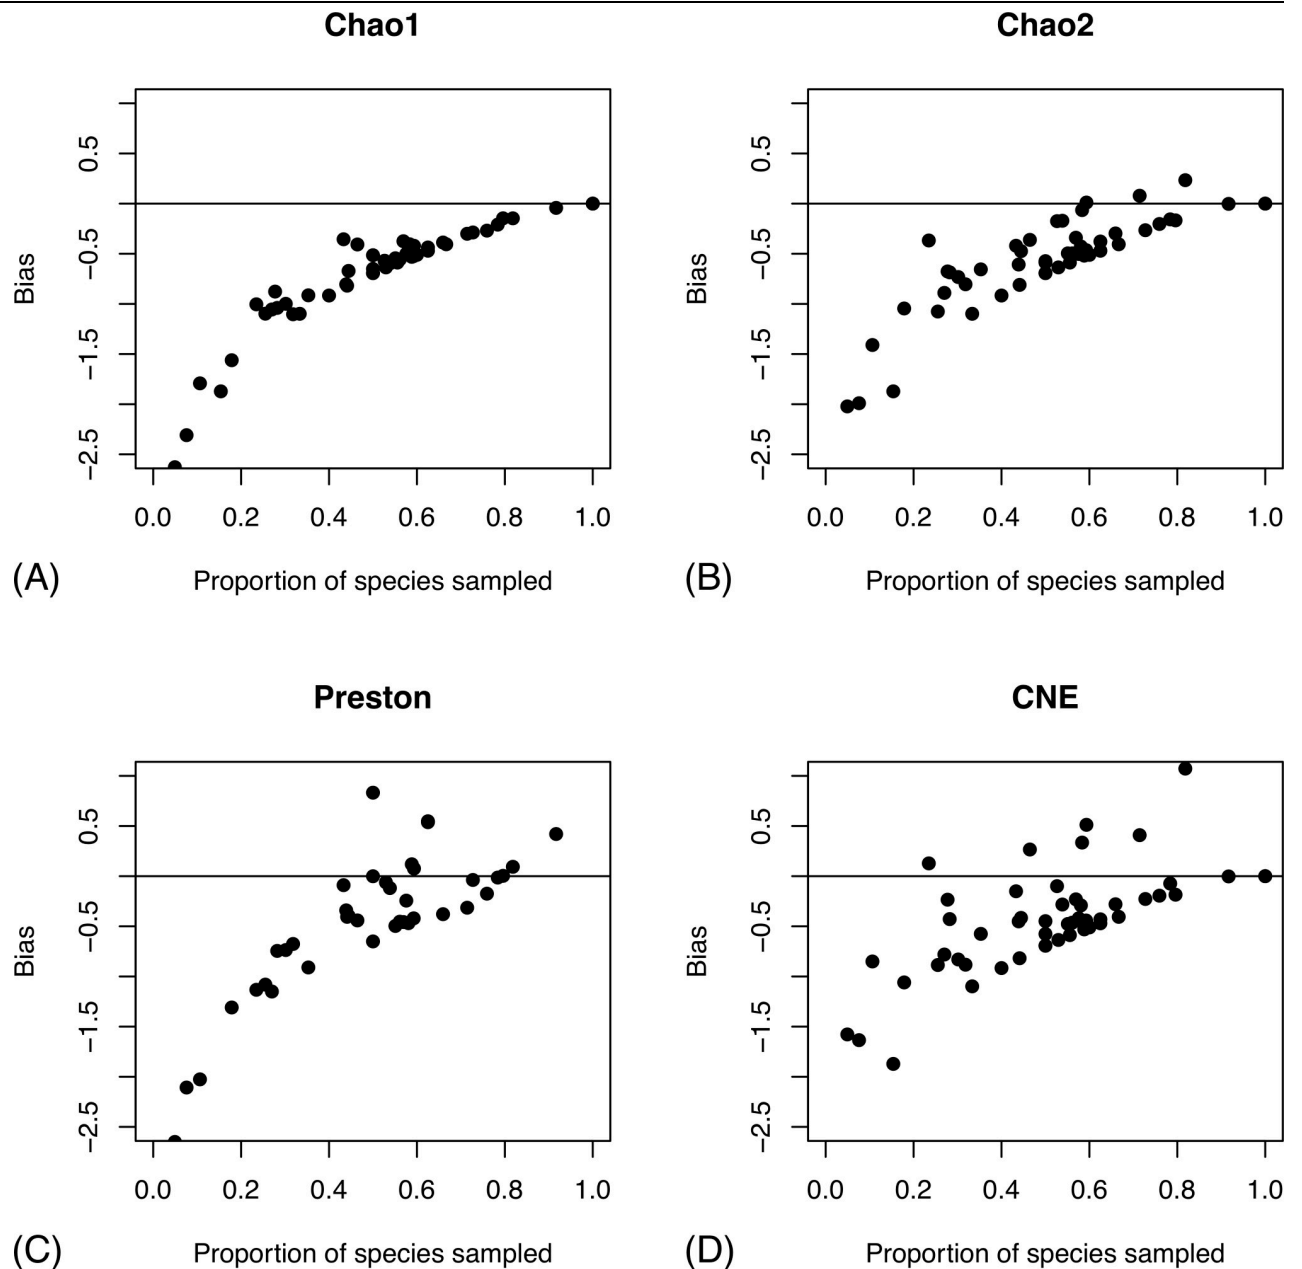 Chao1
0.5
−0.5
−1.5
−2.5
Bias
0.0 0.2 0.4 0.6 0.8 1.0
(A) Proportion of species sampled
Chao2
0.5
−0.5
−1.5
−2.5
Bias
0.0 0.2 0.4 0.6 0.8 1.0
(B) Proportion of species sampled
Preston
0.5
−0.5
−1.5
−2.5
Bias
0.0 0.2 0.4 0.6 0.8 1.0
(C) Proportion of species sampled
CNE
0.5
−0.5
−1.5
−2.5
Bias
0.0 0.2 0.4 0.6 0.8 1.0
(D) Proportion of species sampled